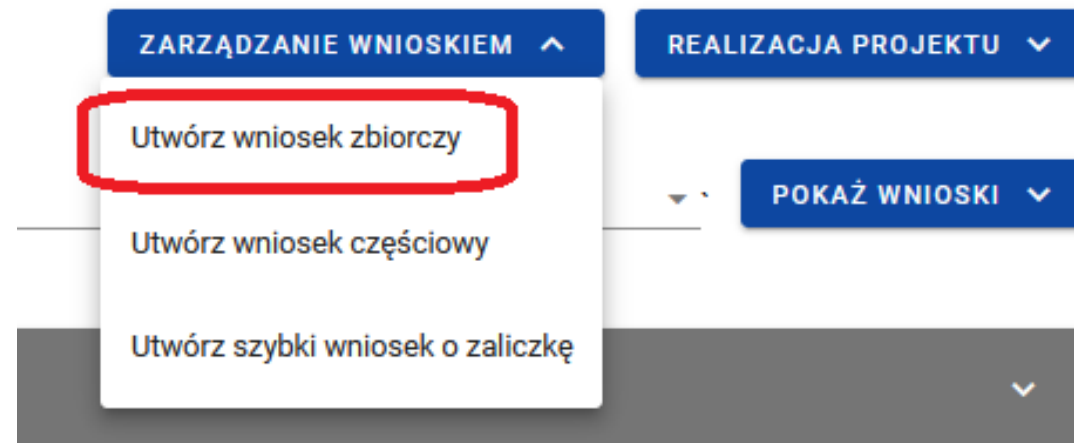 ZARZĄDZANIE WNIOSKIEM
REALIZACJA PROJEKTU
Utwórz wniosek zbiorczy
POKAŻ WNIOSKI
Utwórz wniosek częściowy
Utwórz szybki wniosek o zaliczkę